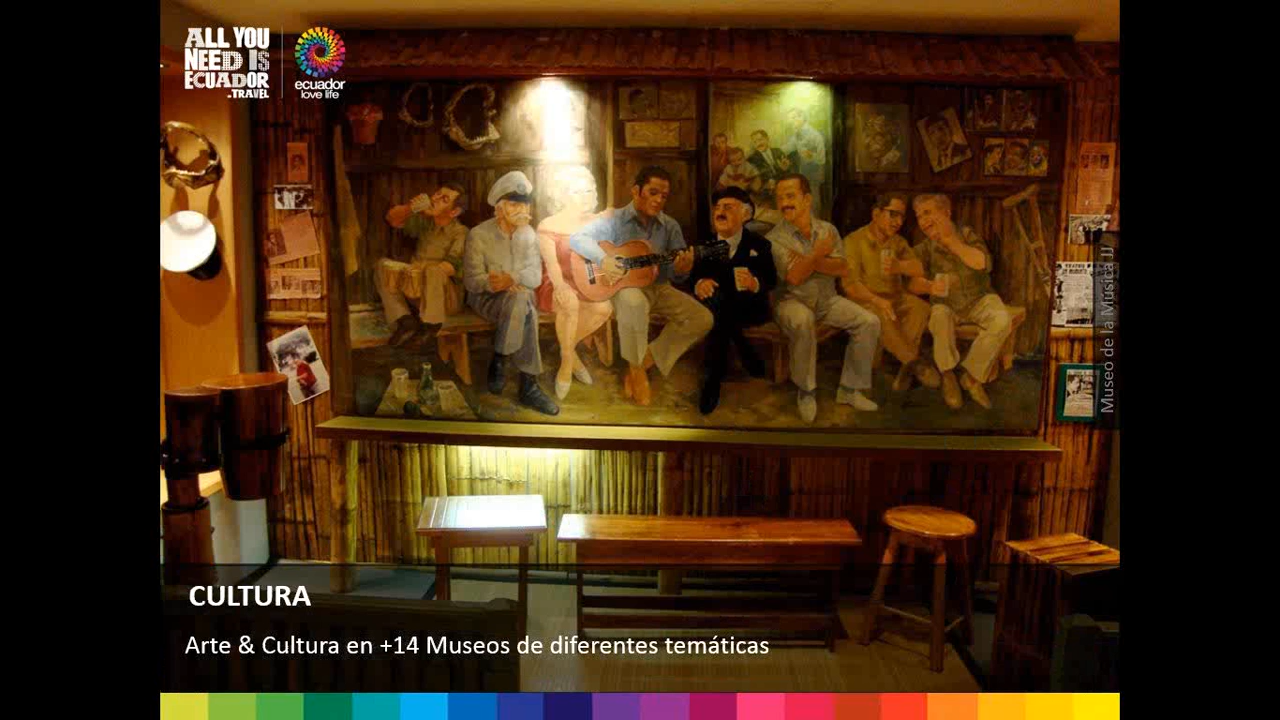 ALL YOU
NEED IS
ECUADOR
.TRAVEL
ecuador
love life
Museo de la Música JJ
CULTURA
Arte & Cultura en +14 Museos de diferentes temáticas